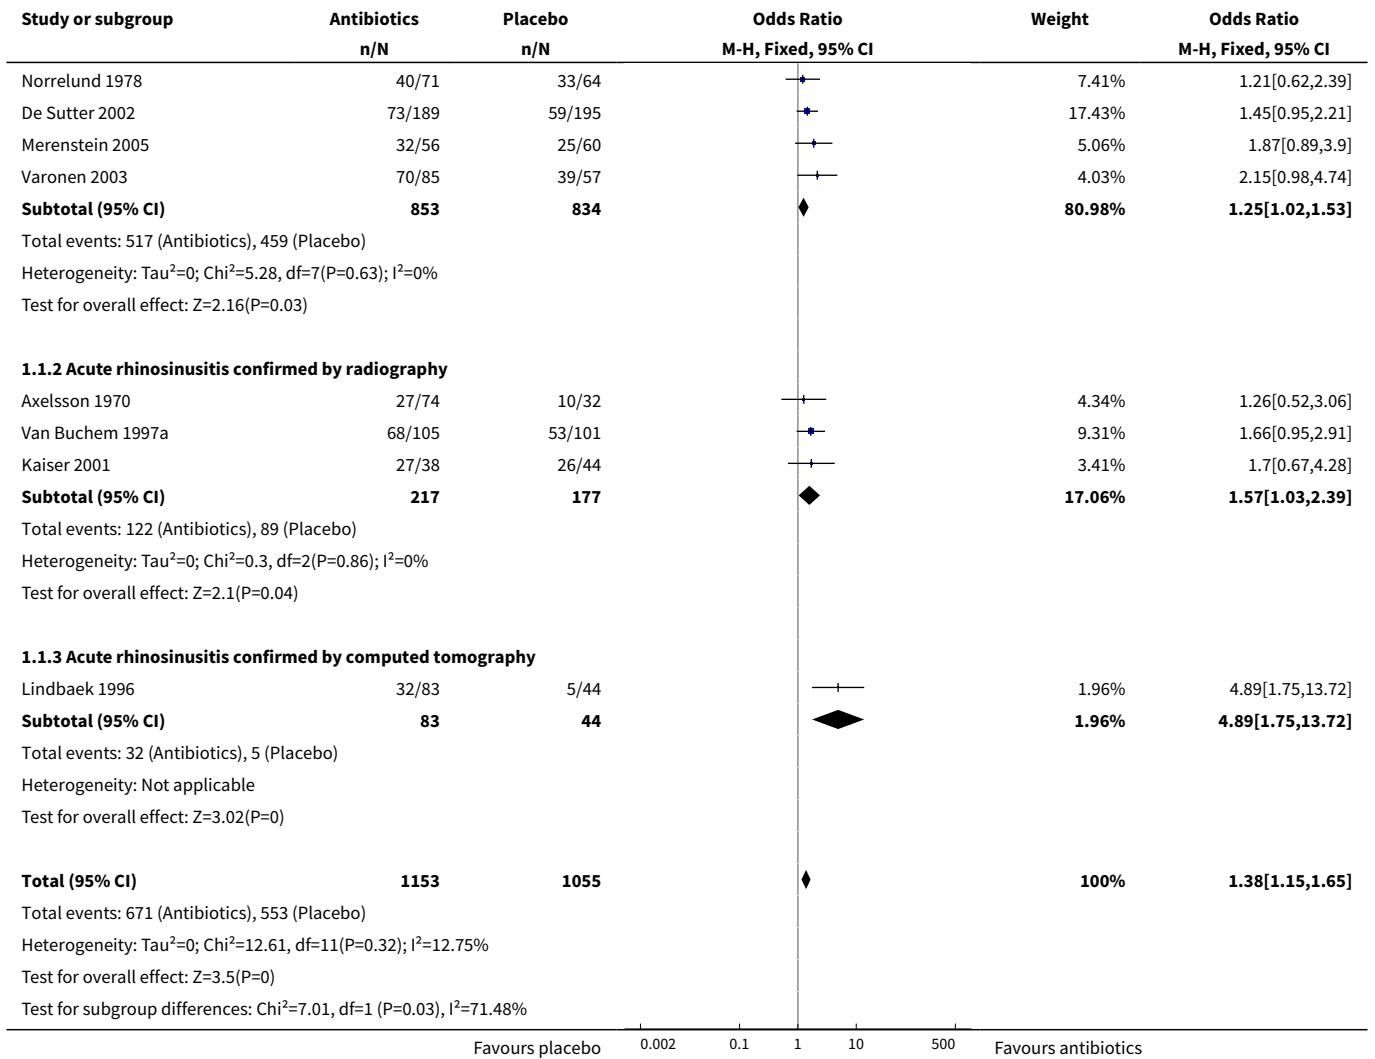 Study or subgroup Antibiotics Placebo Odds Ratio Weight Odds Ratio
n/N n/N M-H, Fixed, 95% CI M-H, Fixed, 95% CI
Norrelund 1978 40/71 33/64 7.41% 1.21[0.62,2.39]
De Sutter 2002 73/189 59/195 17.43% 1.45[0.95,2.21]
Merenstein 2005 32/56 25/60 5.06% 1.87[0.89,3.9]
Varonen 2003 70/85 39/57 4.03% 2.15[0.98,4.74]
Subtotal (95% CI) 853 834 80.98% 1.25[1.02,1.53]
Total events: 517 (Antibiotics), 459 (Placebo)
Heterogeneity: Tau²=0; Chi²=5.28, df=7(P=0.63); I²=0%
Test for overall effect: Z=2.16(P=0.03)
1.1.2 Acute rhinosinusitis confirmed by radiography
Axelsson 1970 27/74 10/32 4.34% 1.26[0.52,3.06]
Van Buchem 1997a 68/105 53/101 9.31% 1.66[0.95,2.91]
Kaiser 2001 27/38 26/44 3.41% 1.7[0.67,4.28]
Subtotal (95% CI) 217 177 17.06% 1.57[1.03,2.39]
Total events: 122 (Antibiotics), 89 (Placebo)
Heterogeneity: Tau²=0; Chi²=0.3, df=2(P=0.86); I²=0%
Test for overall effect: Z=2.1(P=0.04)
1.1.3 Acute rhinosinusitis confirmed by computed tomography
Lindbaek 1996 32/83 5/44 1.96% 4.89[1.75,13.72]
Subtotal (95% CI) 83 44 1.96% 4.89[1.75,13.72]
Total events: 32 (Antibiotics), 5 (Placebo)
Heterogeneity: Not applicable
Test for overall effect: Z=3.02(P=0)
Total (95% CI) 1153 1055 100% 1.38[1.15,1.65]
Total events: 671 (Antibiotics), 553 (Placebo)
Heterogeneity: Tau²=0; Chi²=12.61, df=11(P=0.32); I²=12.75%
Test for overall effect: Z=3.5(P=0)
Test for subgroup differences: Chi²=7.01, df=1 (P=0.03), I²=71.48%
Favours placebo 0.002 0.1 1 10 500 Favours antibiotics